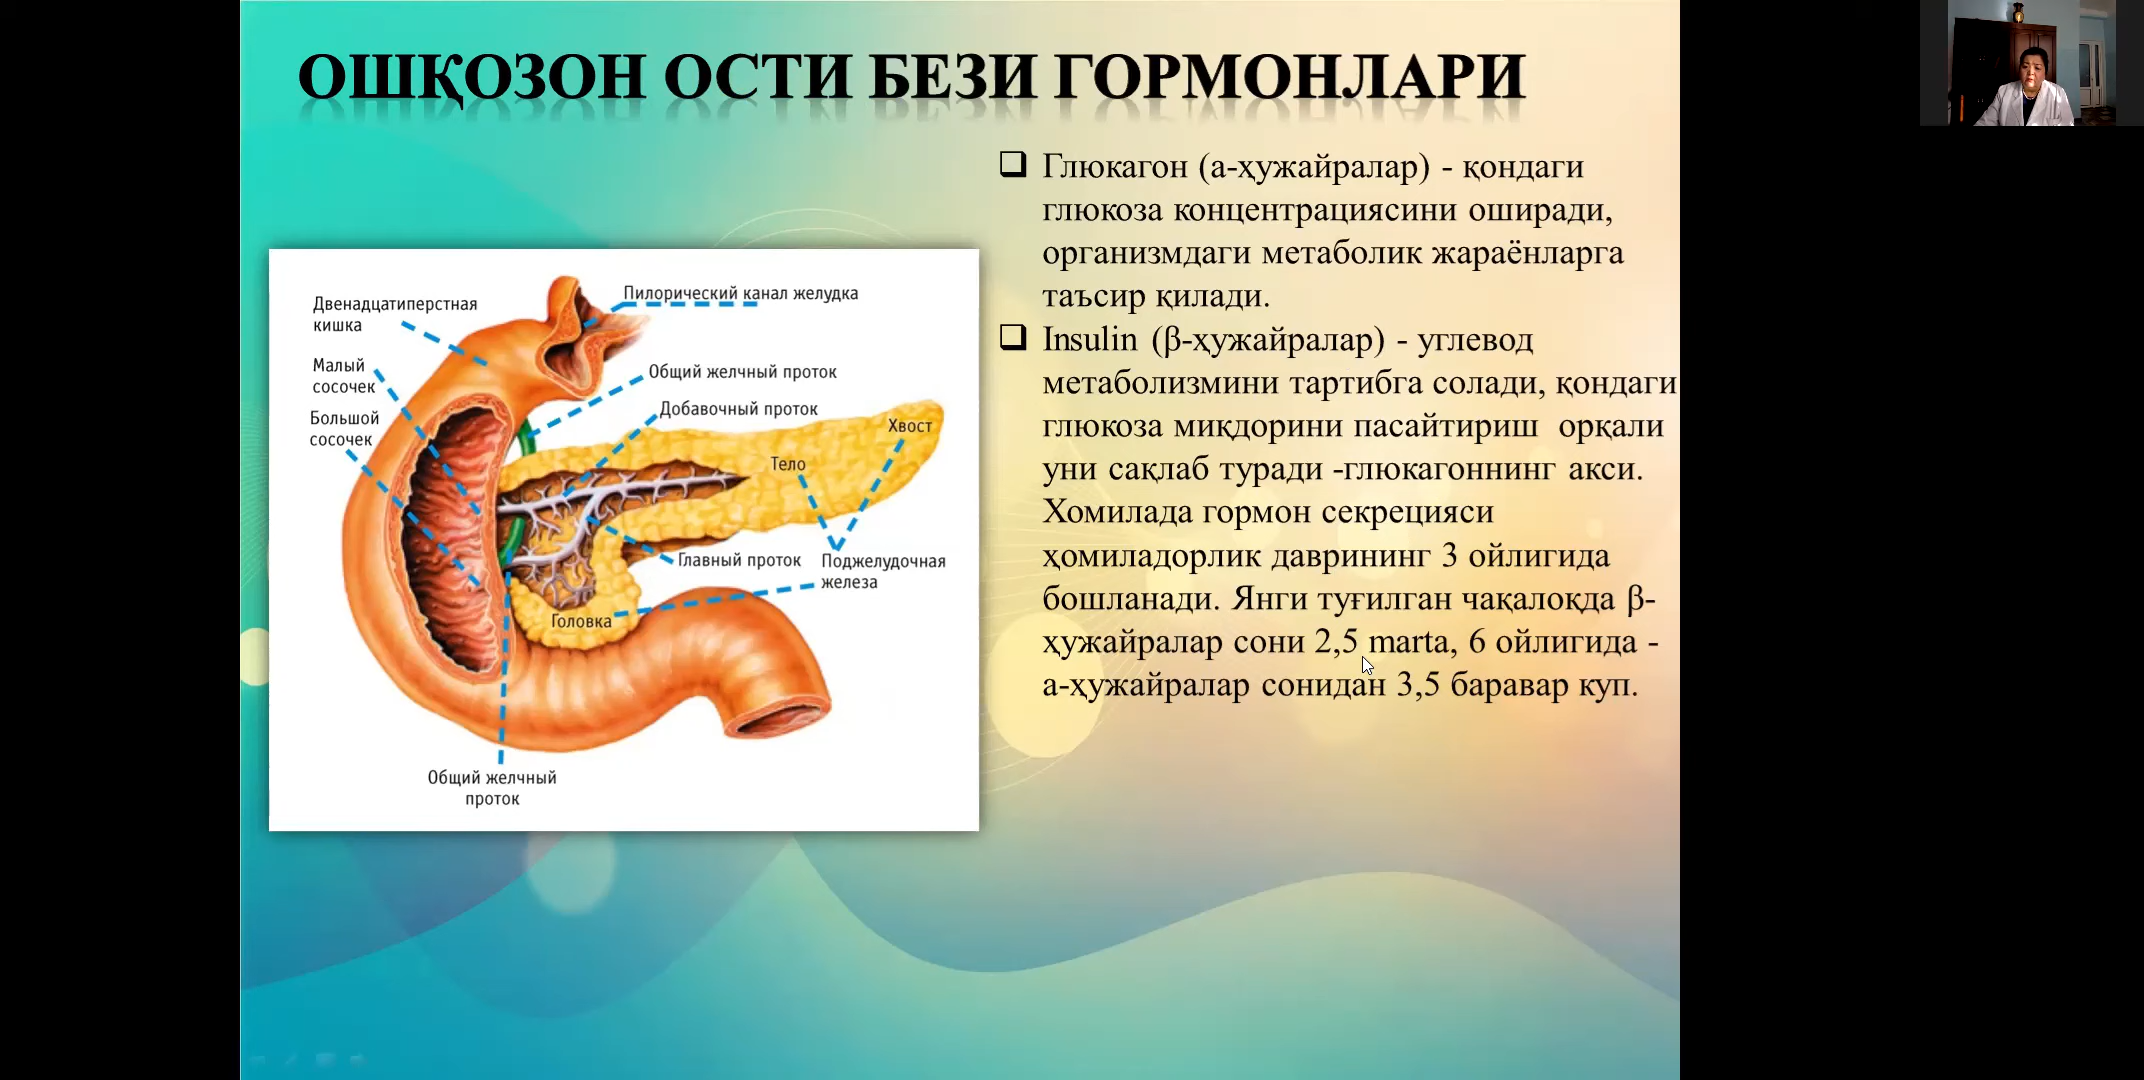 ОШҚОЗОН ОСТИ БЕЗИ ГОРМОНЛАРИ
Двенадцатиперстная
кишка
Пилорический канал желудка
Малый
сосочек
Большой
сосочек
Общий желчный проток
Добавочный проток
Хвост
Тело
Главный проток
Поджелудочная
железа
Головка
Общий желчный
проток
Глюкагон (а-ҳужайралар) - қондаги
глюкоза концентрациясини оширади,
организмдаги метаболик жараёнларга
таъсир қилади.
Insulin (β-ҳужайралар) - углевод
метаболизмини тартибга солади, қондаги
глюкоза миқдорини пасайтириш орқали
уни сақлаб туради -глюкагоннинг акси.
Хомилада гормон секрецияси
ҳомиладорлик даврининг 3 ойлигида
бошланади. Янги туғилган чақалоқда β-
ҳужайралар сони 2,5 marta, 6 ойлигида -
а-ҳужайралар сонидан 3,5 баравар куп.